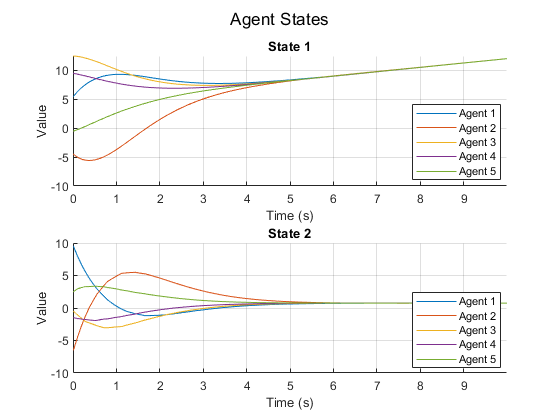 Agent States
State 1
10
5
0
-5
-10
Value
Agent 1
Agent 2
Agent 3
Agent 4
Agent 5
0 1 2 3 4 5 6 7 8 9
Time (s)
State 2
10
5
0
-5
-10
Value
Agent 1
Agent 2
Agent 3
Agent 4
Agent 5
0 1 2 3 4 5 6 7 8 9
Time (s)